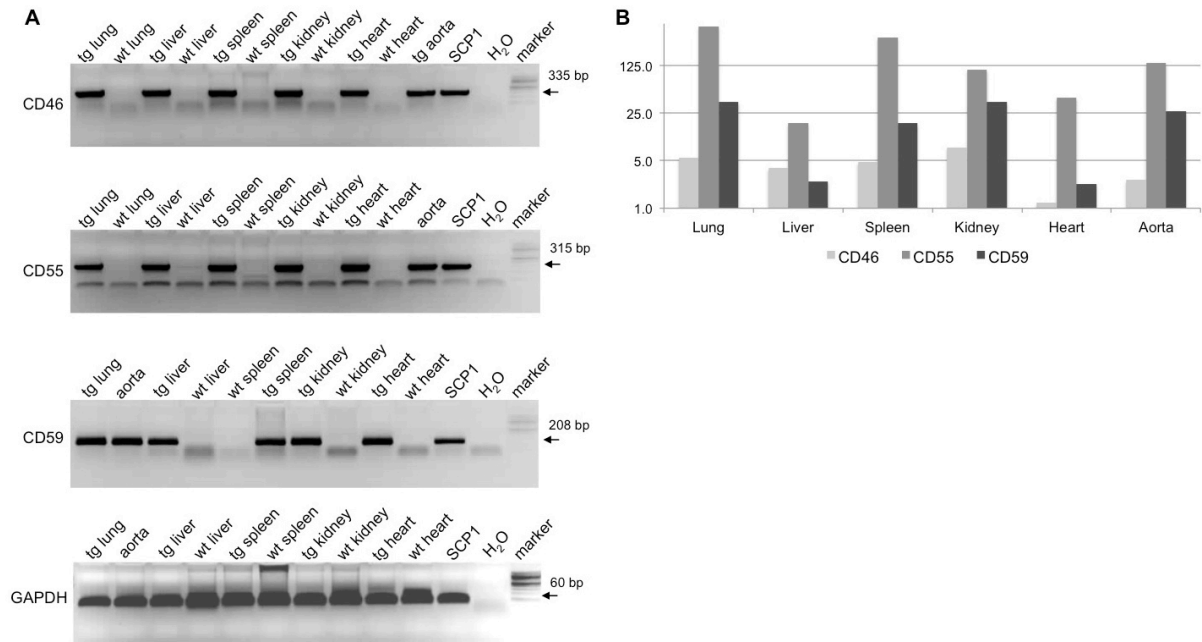 A
tg lung wt lung tg liver wt liver tg spleen wt spleen tg kidney wt kidney tg heart wt heart tg aorta SCP1 H2O marker
335 bp
CD46
tg lung wt lung tg liver wt liver tg spleen wt spleen tg kidney wt kidney tg heart wt heart aorta SCP1 H2O marker
315 bp
CD55
tg lung aorta tg liver wt liver wt spleen tg spleen tg kidney wt kidney tg heart wt heart SCP1 H2O marker
208 bp
CD59
tg lung aorta tg liver wt liver tg spleen wt spleen tg kidney wt kidney tg heart wt heart SCP1 H2O marker
60 bp
GAPDH
B
125.0
25.0
5.0
1.0
Lung Liver Spleen Kidney Heart Aorta
CD46 CD55 CD59